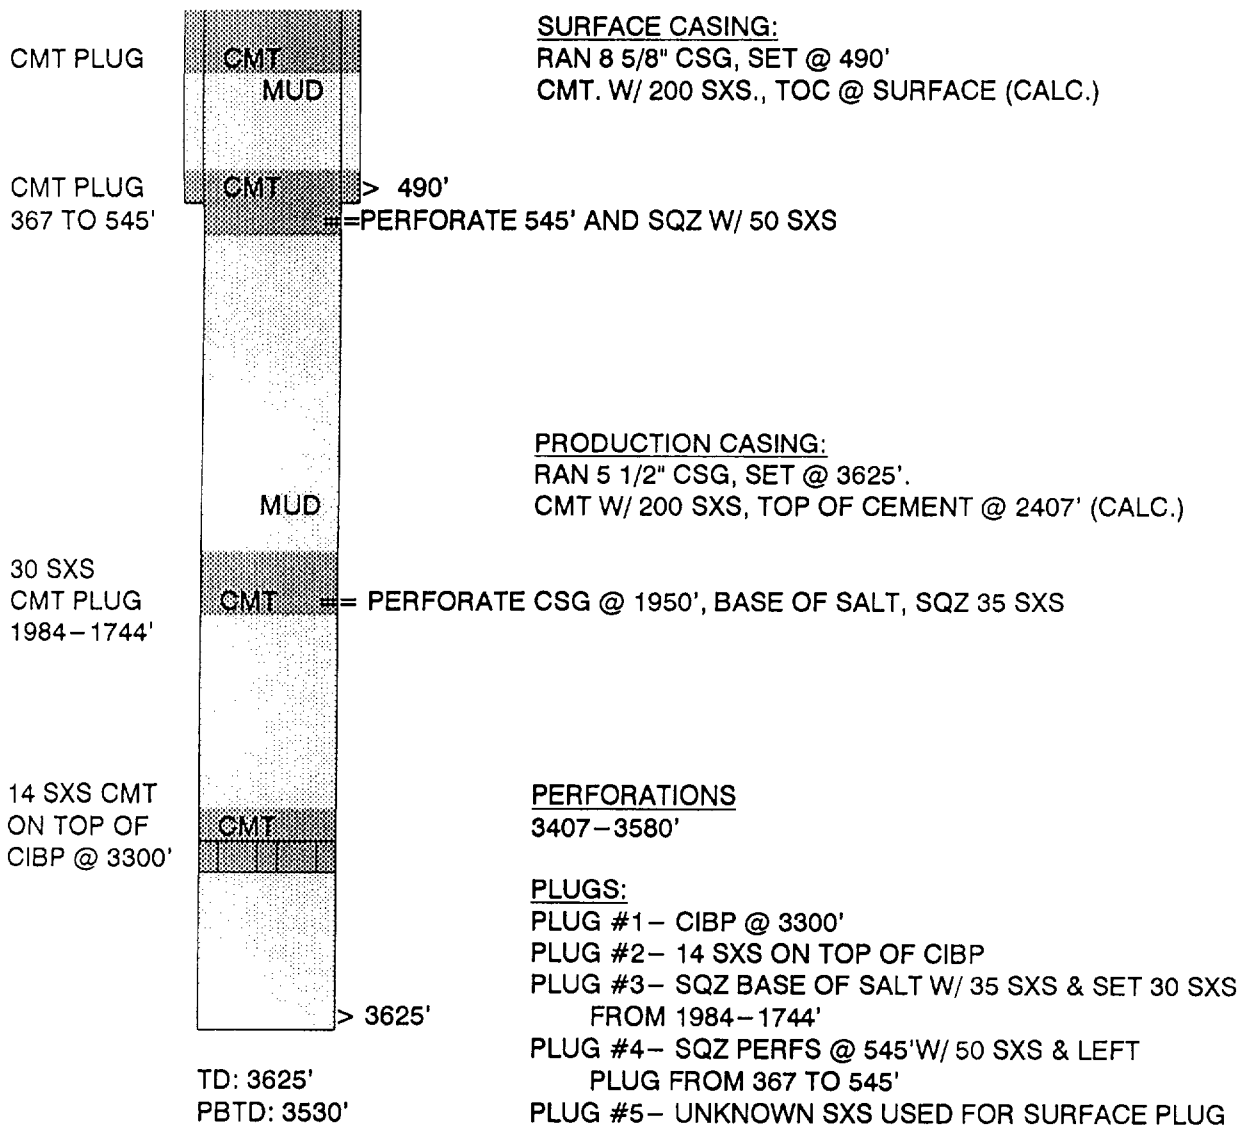 SURFACE CASING:
CMT PLUG
CMT
RAN 8 5/8" CSG, SET @ 490'
MUD
CMT. W/ 200 SXS., TOC @ SURFACE (CALC.)
CMT PLUG
CMT
> 490'
367 TO 545'
==PERFORATE 545' AND SQZ W/ 50 SXS
PRODUCTION CASING:
RAN 5 1/2" CSG, SET @ 3625'.
MUD
CMT W/ 200 SXS, TOP OF CEMENT @ 2407' (CALC.)
30 SXS
CMT PLUG
CMT
== PERFORATE CSG @ 1950', BASE OF SALT, SQZ 35 SXS
1984-1744'
14 SXS CMT
ON TOP OF
CIBP @ 3300'
CMT
PERFORATIONS
3407-3580'
PLUGS:
PLUG #1- CIBP @ 3300'
PLUG #2- 14 SXS ON TOP OF CIBP
PLUG #3- SQZ BASE OF SALT W/ 35 SXS & SET 30 SXS
FROM 1984-1744'
> 3625'
PLUG #4- SQZ PERFS @ 545'W/ 50 SXS & LEFT
PLUG FROM 367 TO 545'
PLUG #5- UNKNOWN SXS USED FOR SURFACE PLUG
TD: 3625'
PBTD: 3530'